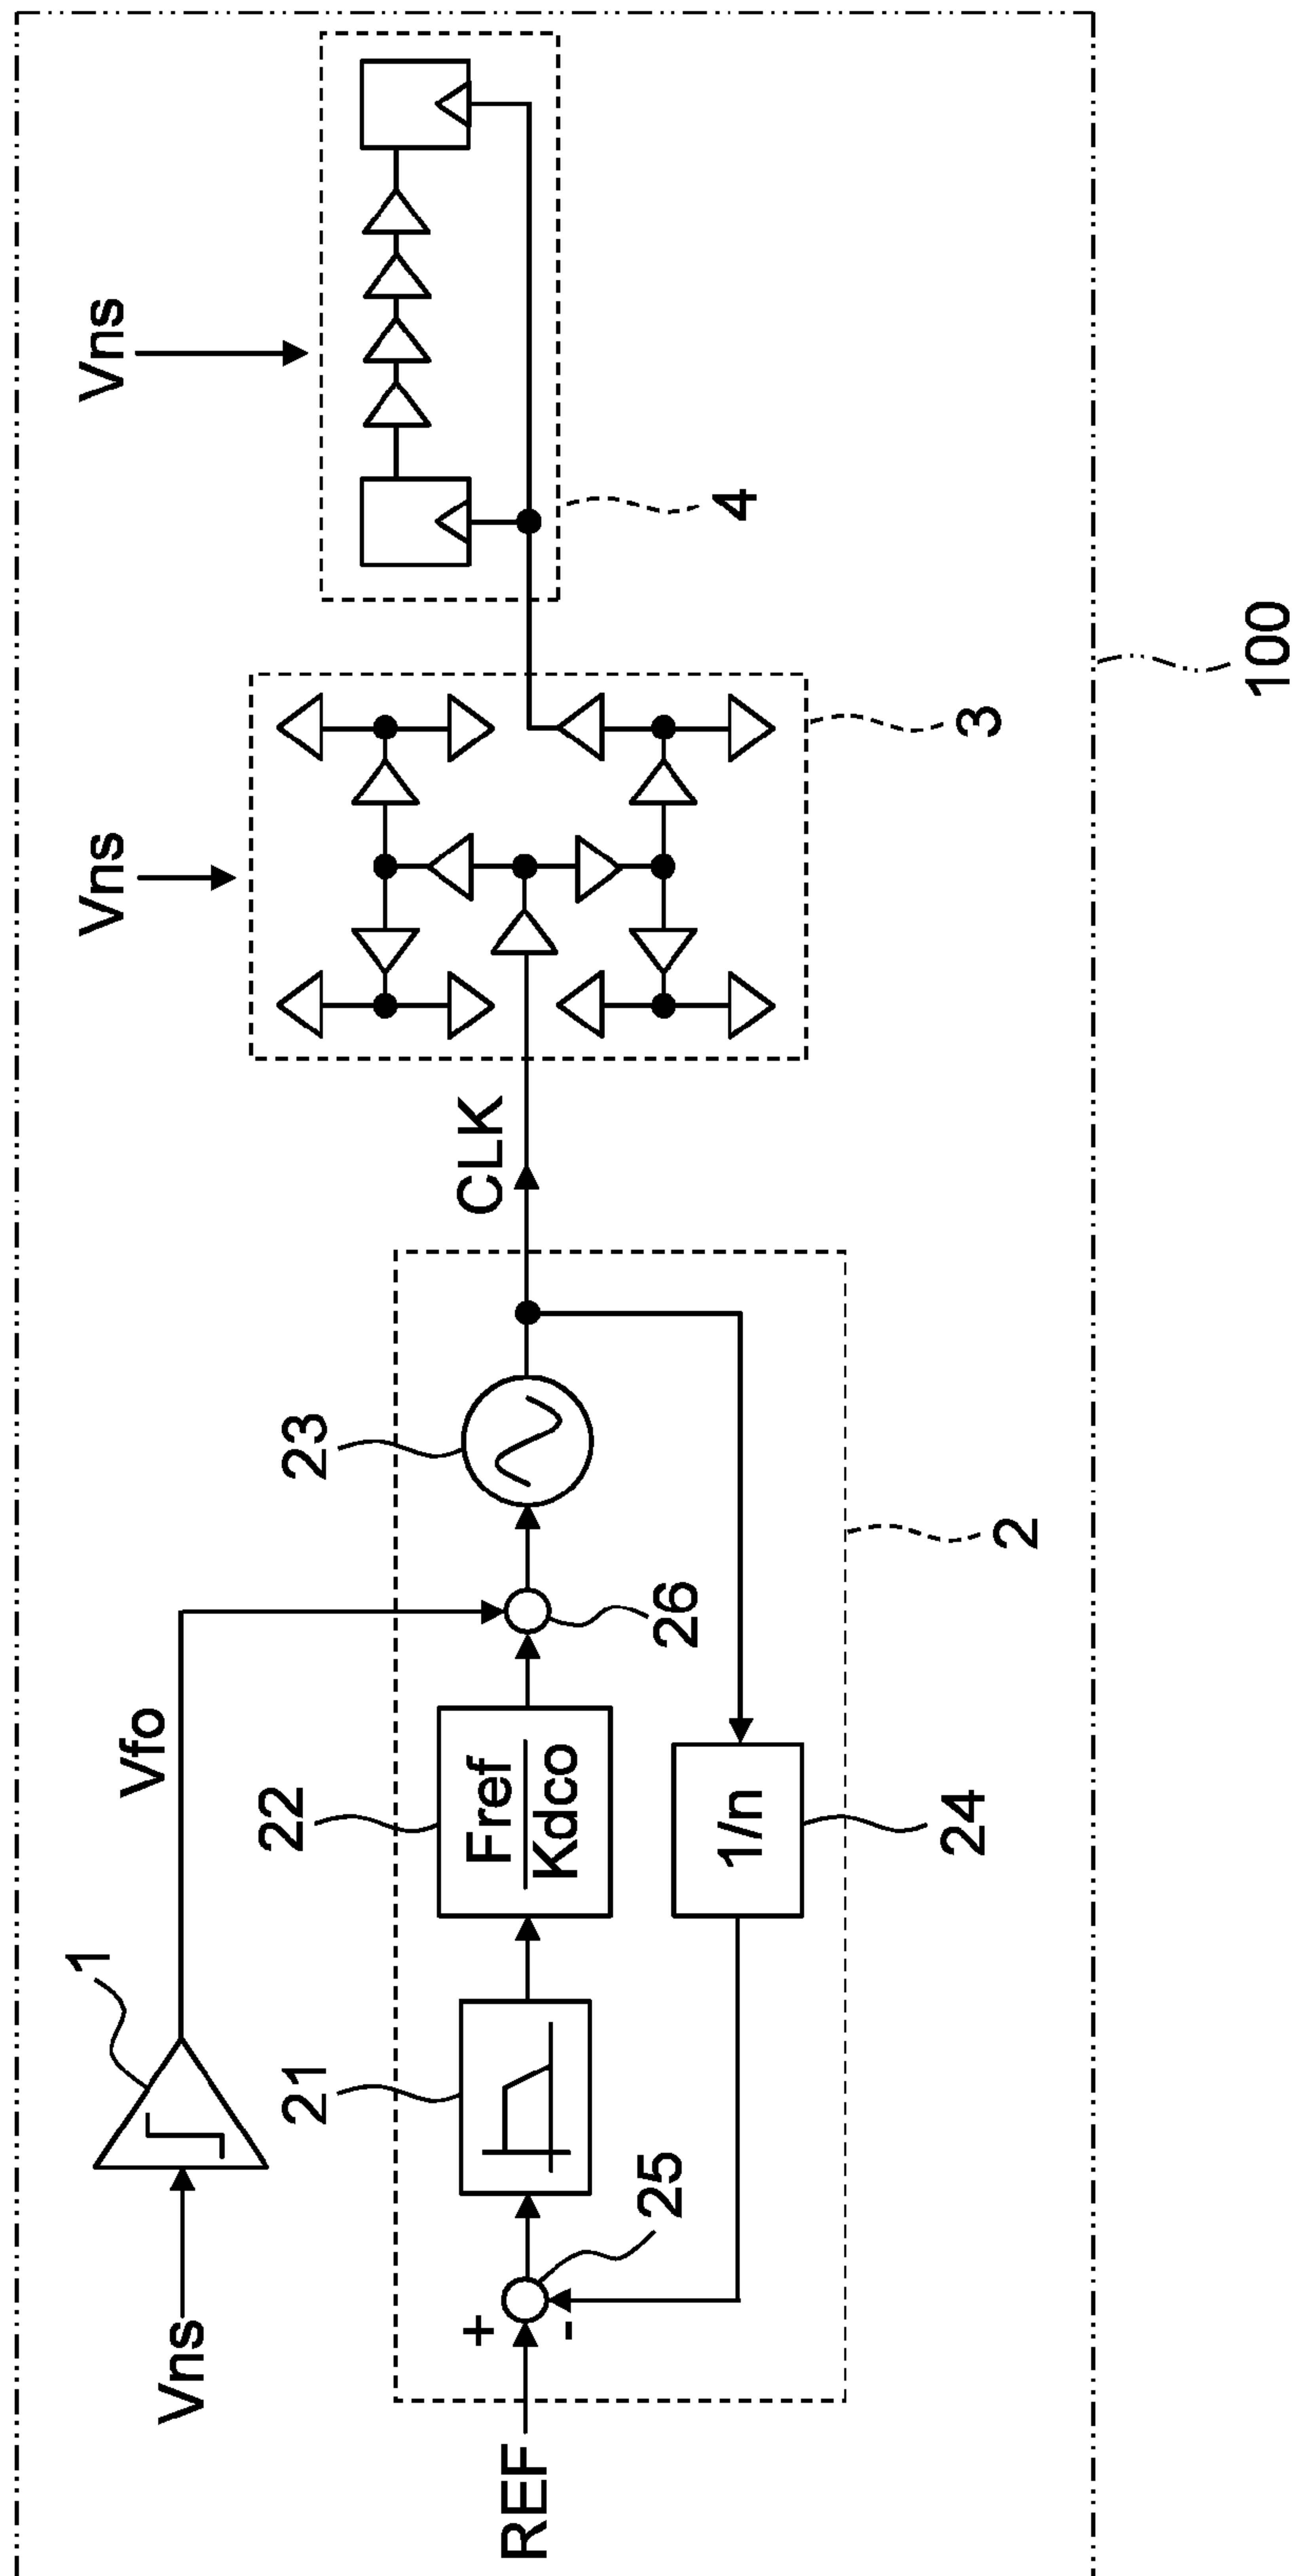 Vns
1
Vfo
Vns
Vns
REF
+
-
25
21
22
Fref
Kdco
26
23
1/n
24
2
CLK
3
4
100